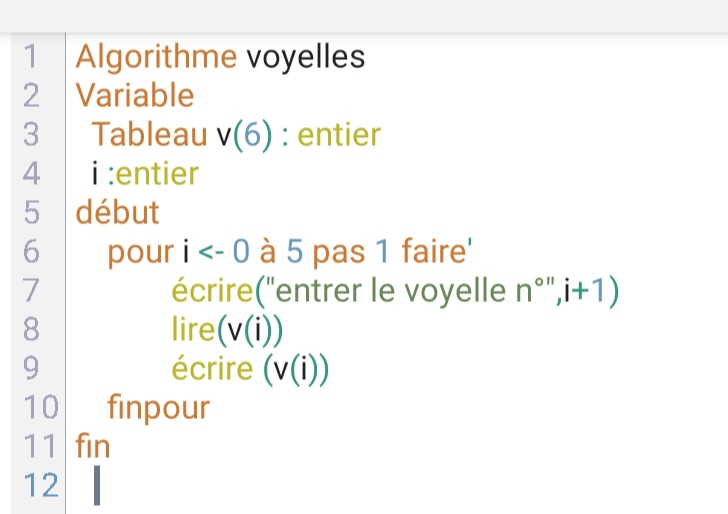 1 Algorithme voyelles
2 Variable
3 Tableau v(6) : entier
4 i :entier
5 début
6 pour i <- 0 à 5 pas 1 faire'
7 écrire("entrer le voyelle n°",i+1)
8 lire(v(i))
9 écrire (v(i))
10 finpour
11 fin
12